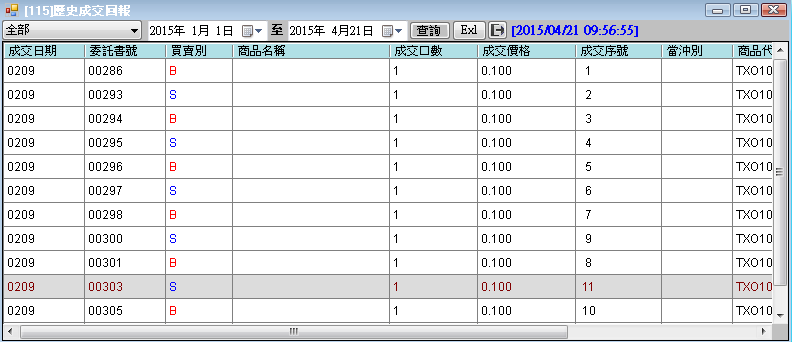 [115]歷史成交回報
全部 2015年 1月 1日 至 2015年 4月21日 查詢 Exl [2015/04/21 09:56:55]
成交日期 委託書號 買賣別 商品名稱 成交口數 成交價格 成交序號 當沖別 商品代
0209 00286 B 1 0.100 1 TXO10
0209 00293 S 1 0.100 2 TXO10
0209 00294 B 1 0.100 3 TXO10
0209 00295 S 1 0.100 4 TXO10
0209 00296 B 1 0.100 5 TXO10
0209 00297 S 1 0.100 6 TXO10
0209 00298 B 1 0.100 7 TXO10
0209 00300 S 1 0.100 9 TXO10
0209 00301 B 1 0.100 8 TXO10
0209 00303 S 1 0.100 11 TXO10
0209 00305 B 1 0.100 10 TXO10